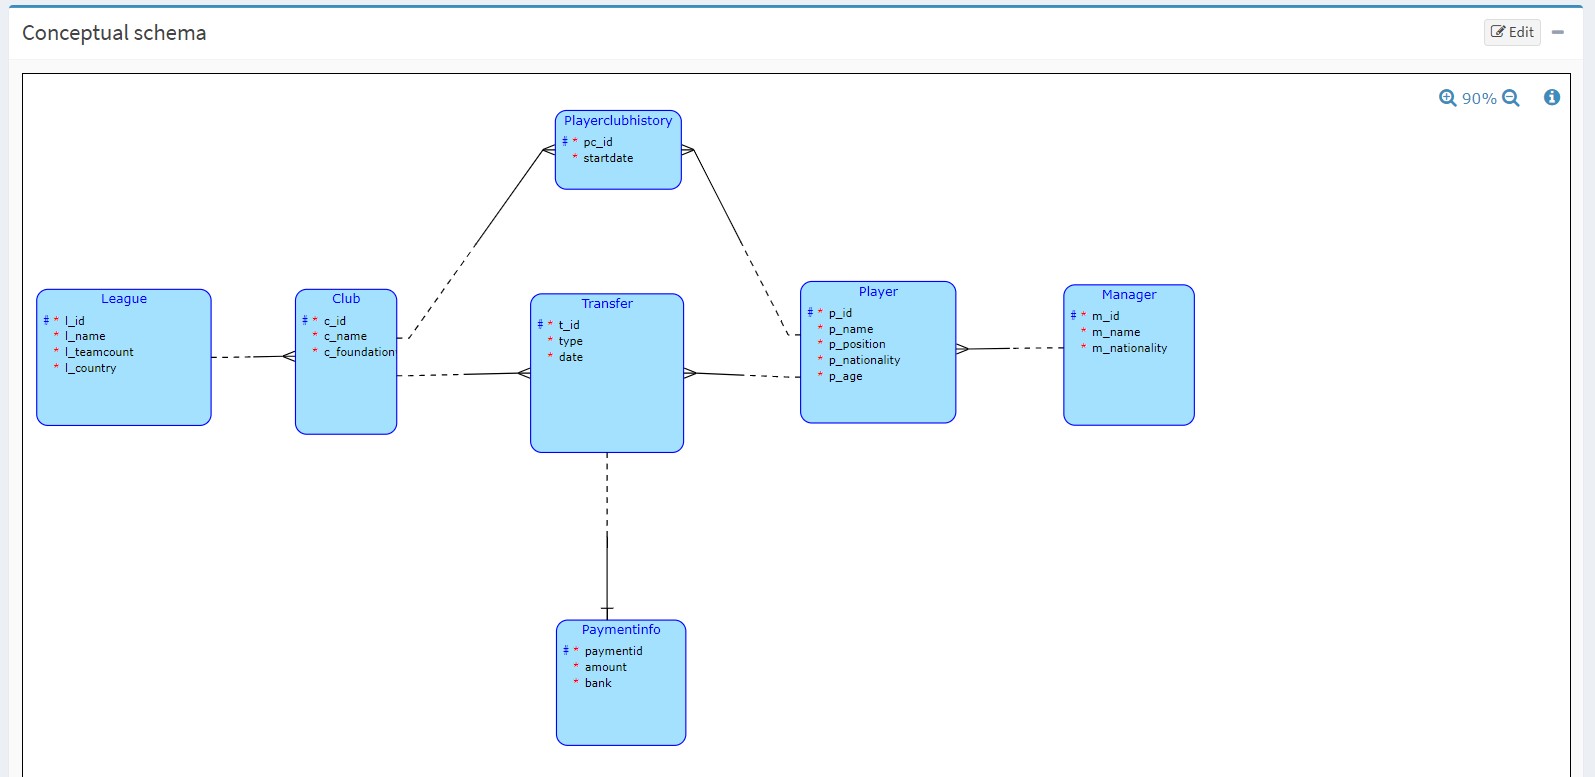 Conceptual schema
Edit
90%
Playerclubhistory
# * pc_id
* startdate
League
# * l_id
* l_name
* l_teamcount
* l_country
Club
# * c_id
* c_name
* c_foundation
Transfer
# * t_id
* type
* date
Player
# * p_id
* p_name
* p_position
* p_nationality
* p_age
Manager
# * m_id
* m_name
* m_nationality
Paymentinfo
# * paymentid
* amount
* bank